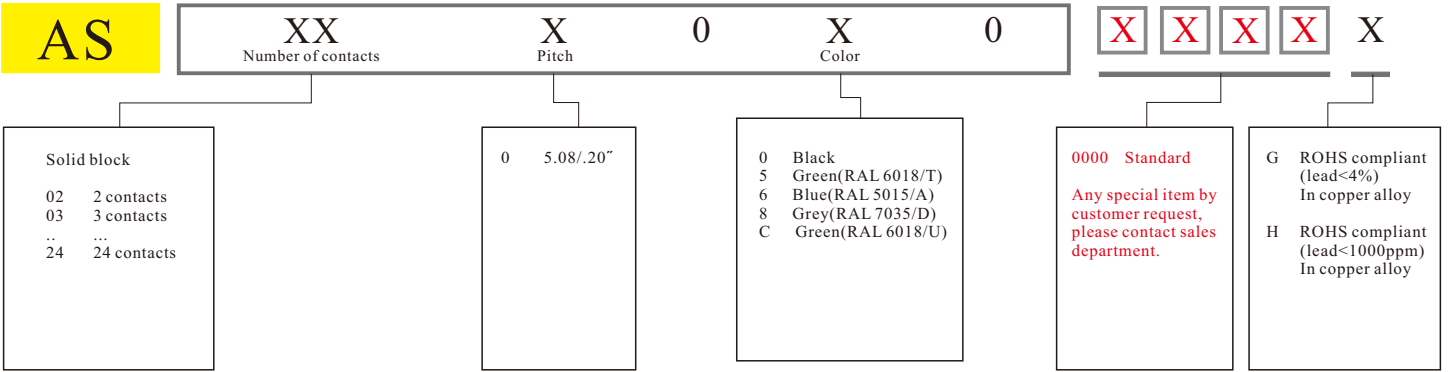 AS XX X 0 X 0 X X X X X
Number of contacts Pitch Color
Solid block
02 2 contacts
03 3 contacts
.. ...
24 24 contacts
0 5.08/.20˝
0 Black
5 Green(RAL 6018/T)
6 Blue(RAL 5015/A)
8 Grey(RAL 7035/D)
C Green(RAL 6018/U)
0000 Standard
Any special item by
customer request,
please contact sales
department.
G ROHS compliant
(lead<4%)
In copper alloy
H ROHS compliant
(lead<1000ppm)
In copper alloy